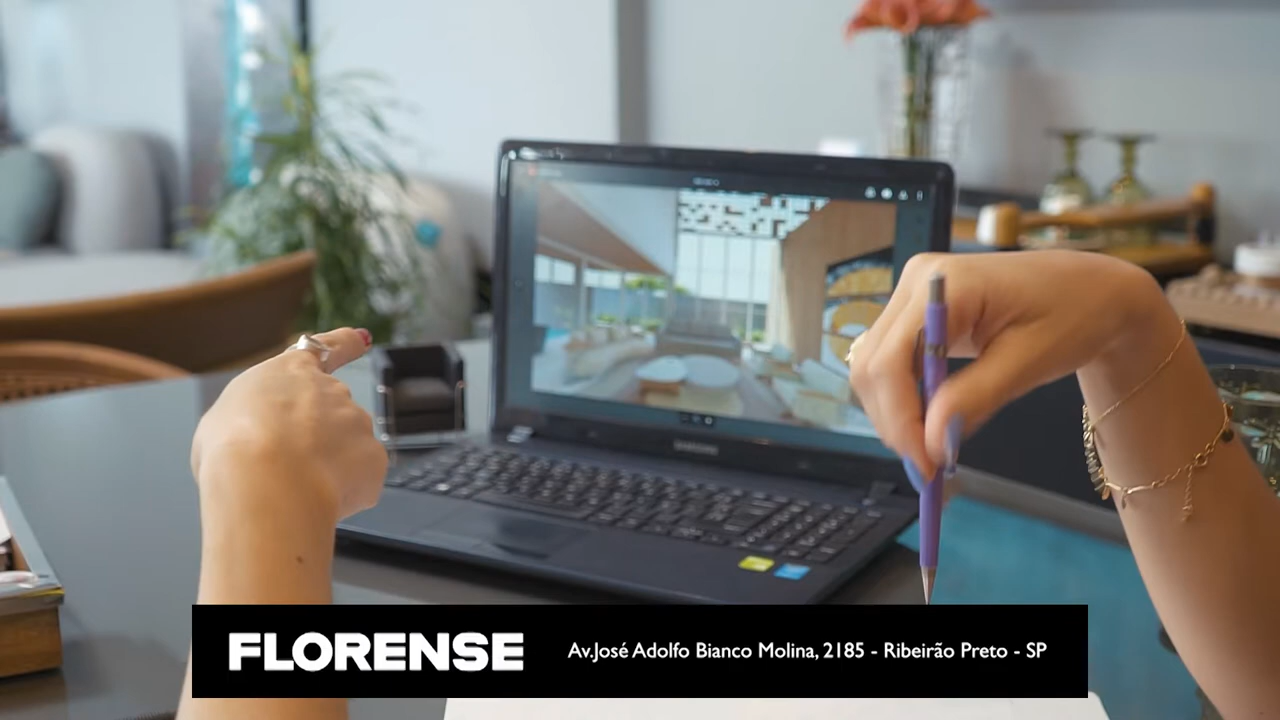 SAMSUNG
FLORENSE
Av.José Adolfo Bianco Molina, 2185 - Ribeirão Preto - SP